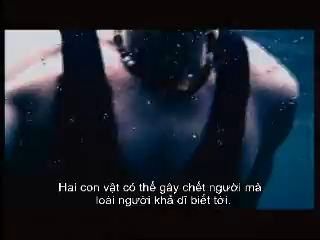 Hai con vật có thể gây chết người mà
loài người khả dĩ biết tới.